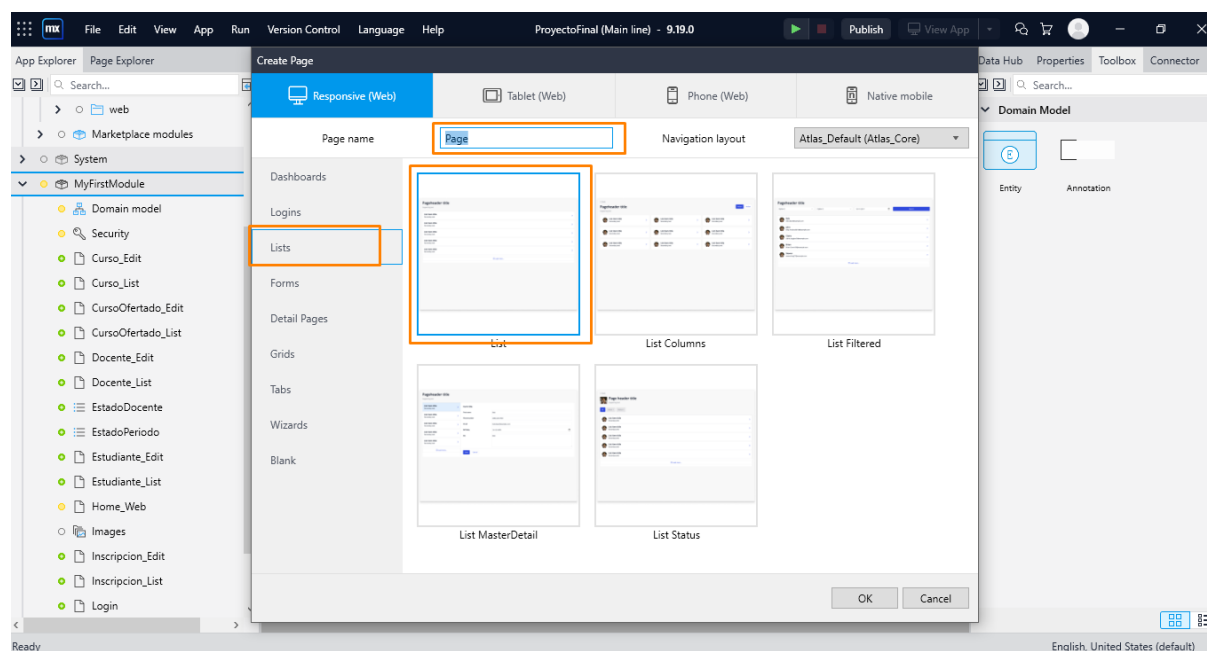 mx File Edit View App Run Version Control Language Help ProyectoFinal (Main line) - 9.19.0 Publish View App
App Explorer Page Explorer
Search...
web
Marketplace modules
System
MyFirstModule
Domain model
Security
Curso_Edit
Curso_List
CursoOfertado_Edit
CursoOfertado_List
Docente_Edit
Docente_List
EstadoDocente
EstadoPeriodo
Estudiante_Edit
Estudiante_List
Home_Web
Images
Inscripcion_Edit
Inscripcion_List
Login
Create Page
Responsive (Web) Tablet (Web) Phone (Web) Native mobile
Page name Page Navigation layout Atlas_Default (Atlas_Core)
Dashboards
Logins
Lists
Forms
Detail Pages
Grids
Tabs
Wizards
Blank
List List Columns List Filtered
List MasterDetail List Status
OK Cancel
Data Hub Properties Toolbox Connector
Search...
Domain Model
Entity Annotation
Ready English, United States (default)